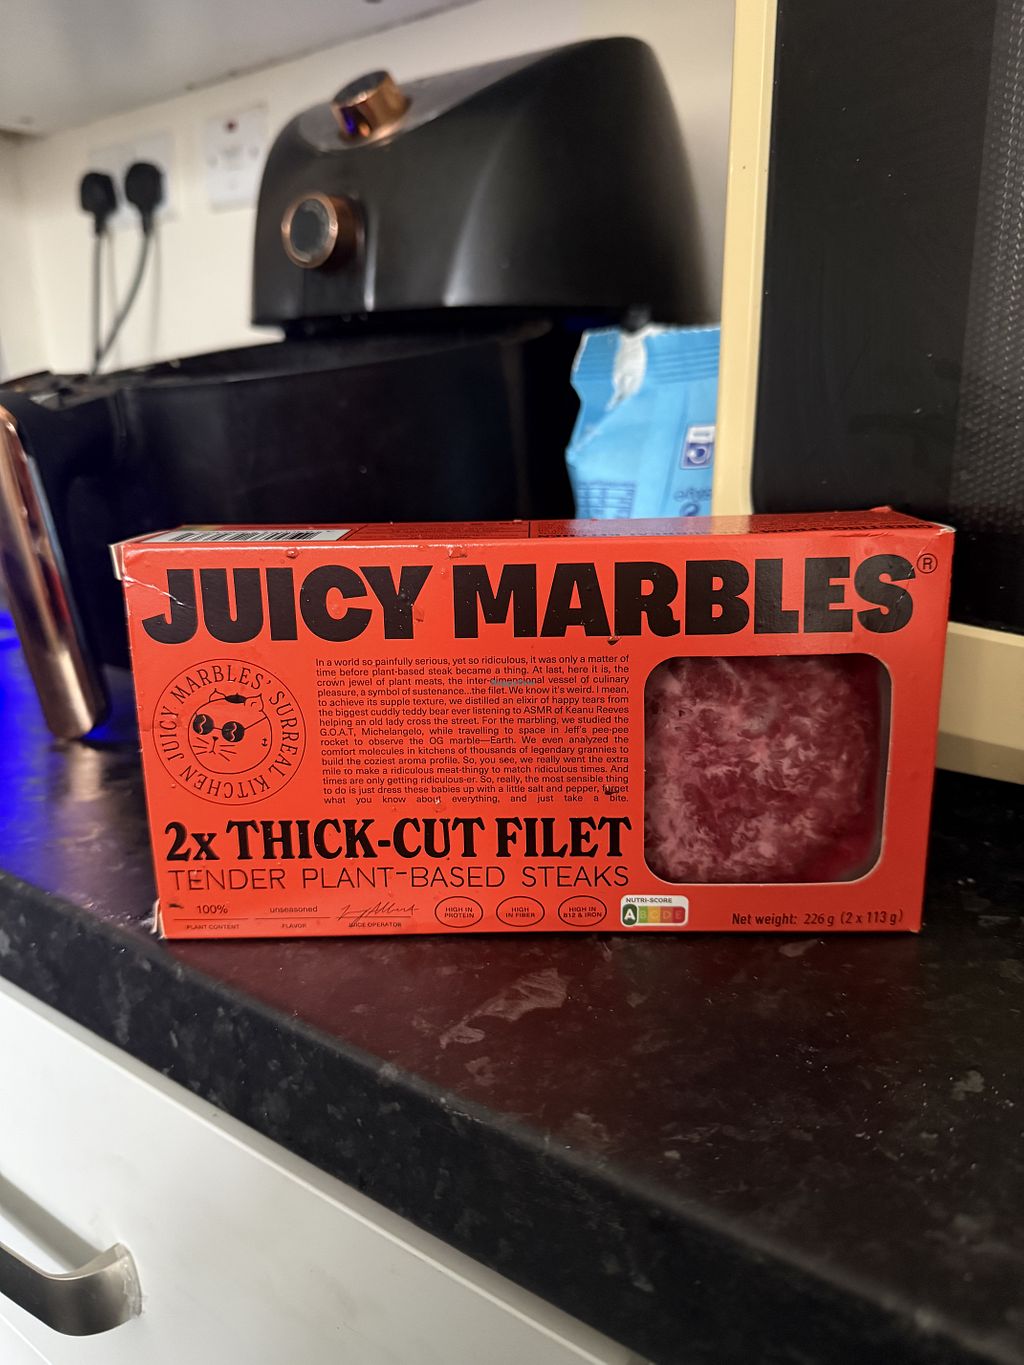 JUICY MARBLES®
JUICY MARBLES' SURREAL KITCHEN
In a world so painfully serious, yet so ridiculous, it was only a matter of
time before plant-based steak became a thing. At last, here it is, the
crown jewel of plant meats, the inter-dimensional vessel of culinary
pleasure, a symbol of sustenance...the filet. We know it's weird. I mean,
to achieve its supple texture, we distilled an elixir of happy tears from
the biggest cuddly teddy bear ever listening to ASMR of Keanu Reeves
helping an old lady cross the street. For the marbling, we studied the
G.O.A.T, Michelangelo, while travelling to space in Jeff's pee-pee
rocket to observe the OG marble—Earth. We even analyzed the
comfort molecules in kitchens of thousands of legendary grannies to
build the coziest aroma profile. So, you see, we really went the extra
mile to make a ridiculous meat-thingy to match ridiculous times. And
times are only getting ridiculous-er. So, really, the most sensible thing
to do is just dress these babies up with a little salt and pepper, furget
what you know about everything, and just take a bite.
2x THICK-CUT FILET
TENDER PLANT-BASED STEAKS
100%
PLANT CONTENT
unseasoned
FLAVOR
JUICE OPERATOR
HIGH IN
PROTEIN
HIGH
IN FIBER
HIGH IN
B12 & IRON
NUTRI-SCORE
A B C D E
Net weight: 226 g (2 x 113 g)